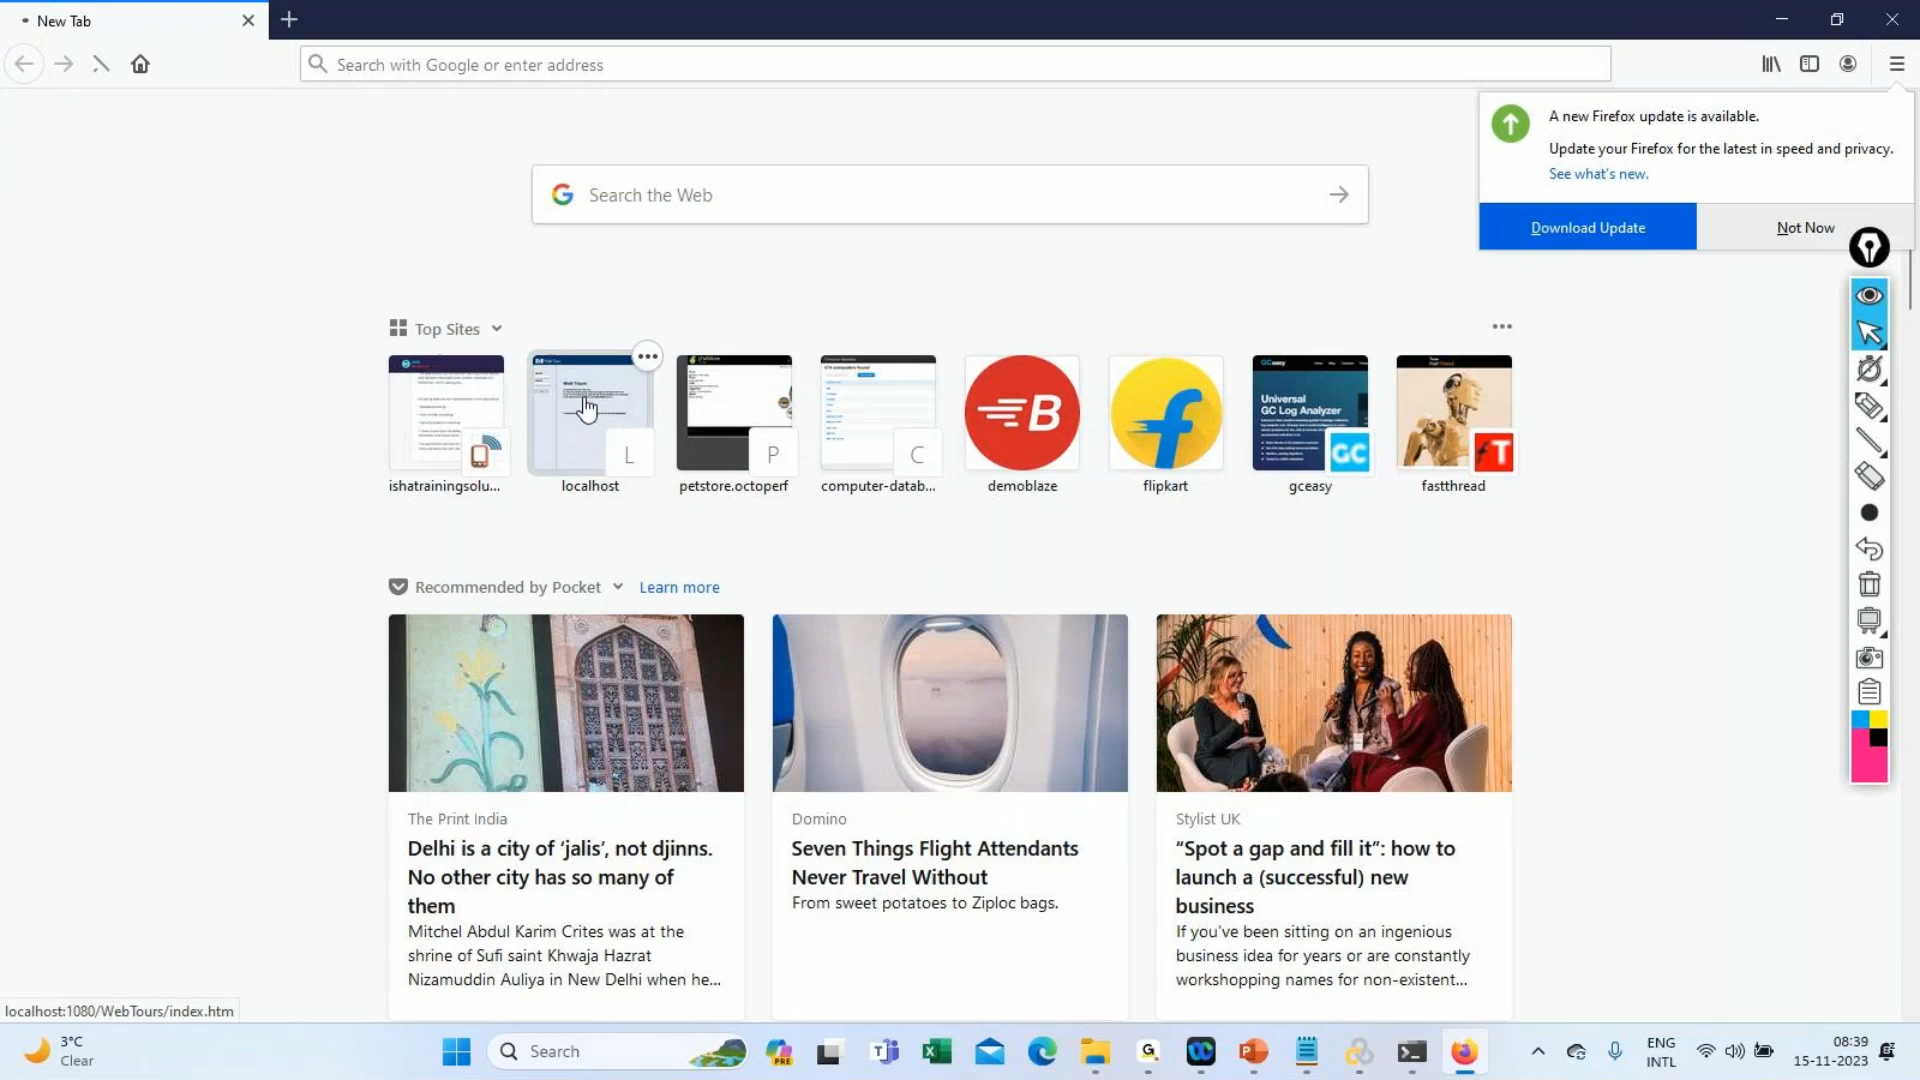 New Tab
Search with Google or enter address
A new Firefox update is available.
Update your Firefox for the latest in speed and privacy.
See what's new.
Download Update
Not Now
Search the Web
Top Sites
Universal
GC Log Analyzer
L
P
C
B
GC
fT
ishatrainingsolu...
localhost
petstore.octoperf
computer-datab...
demoblaze
flipkart
gceasy
fastthread
Recommended by Pocket
Learn more
The Print India
Delhi is a city of ‘jalis’, not djinns.
No other city has so many of
them
Mitchel Abdul Karim Crites was at the
shrine of Sufi saint Khwaja Hazrat
Nizamuddin Auliya in New Delhi when he...
Domino
Seven Things Flight Attendants
Never Travel Without
From sweet potatoes to Ziploc bags.
Stylist UK
“Spot a gap and fill it”: how to
launch a (successful) new
business
If you've been sitting on an ingenious
business idea for years or are constantly
workshopping names for non-existent...
localhost:1080/WebTours/index.htm
3°C
Clear
Search
PRE
ENG
INTL
08:39
15-11-2023